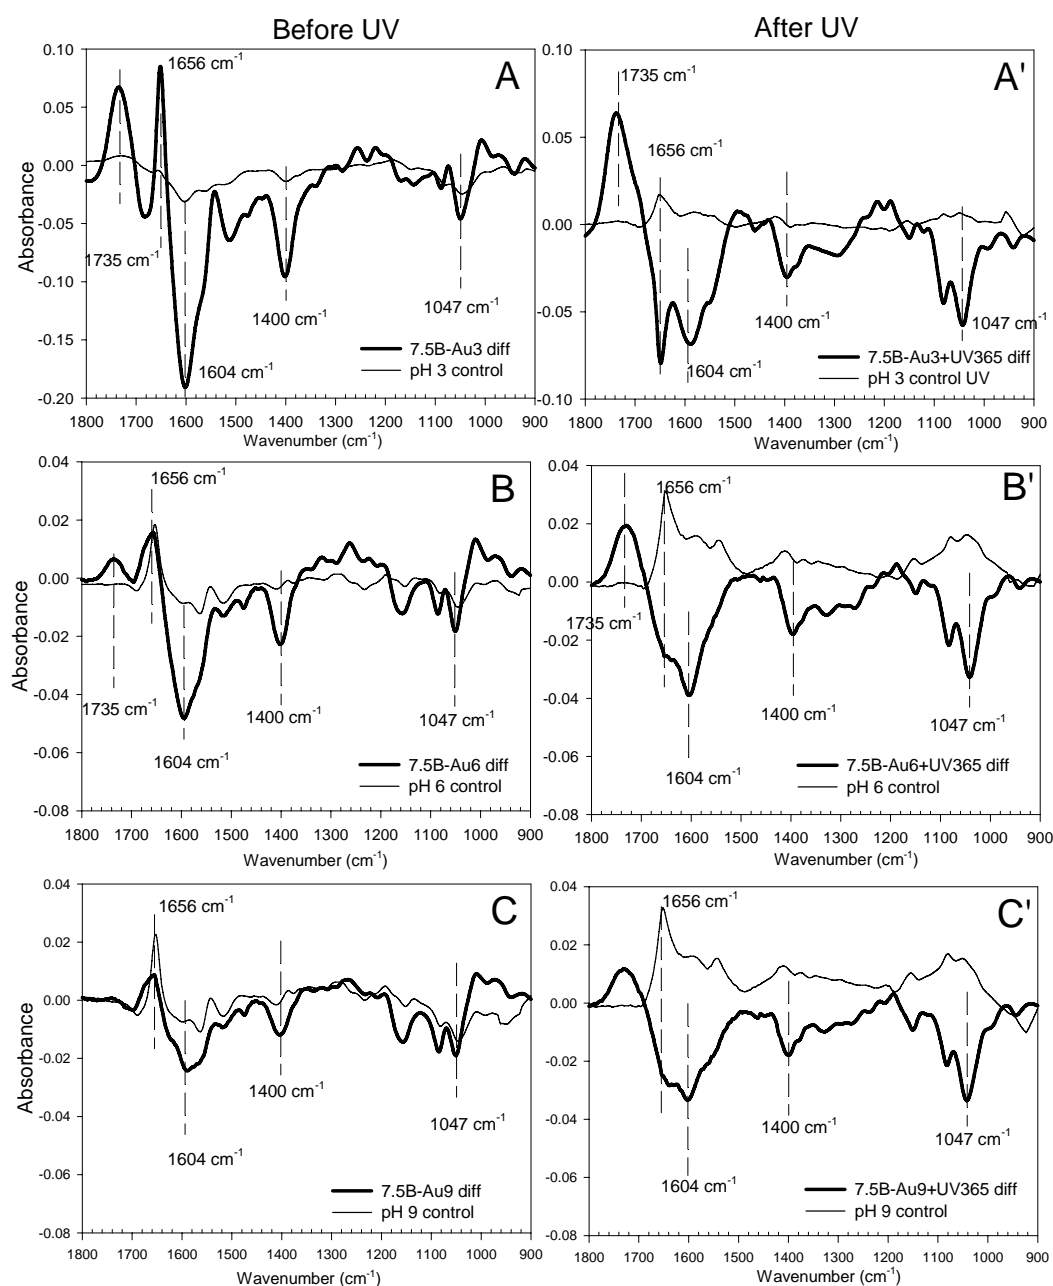 Before UV
After UV
A
1656 cm⁻¹
1735 cm⁻¹
1604 cm⁻¹
1400 cm⁻¹
1047 cm⁻¹
7.5B-Au3 diff
pH 3 control
Absorbance
0.10
0.05
0.00
-0.05
-0.10
-0.15
-0.20
1800 1700 1600 1500 1400 1300 1200 1100 1000 900
Wavenumber (cm⁻¹)
A'
1735 cm⁻¹
1656 cm⁻¹
1604 cm⁻¹
1400 cm⁻¹
1047 cm⁻¹
7.5B-Au3+UV365 diff
pH 3 control UV
0.10
0.05
0.00
-0.05
-0.10
1800 1700 1600 1500 1400 1300 1200 1100 1000 900
Wavenumber (cm⁻¹)
B
1656 cm⁻¹
1735 cm⁻¹
1604 cm⁻¹
1400 cm⁻¹
1047 cm⁻¹
7.5B-Au6 diff
pH 6 control
Absorbance
0.04
0.02
0.00
-0.02
-0.04
-0.06
-0.08
1800 1700 1600 1500 1400 1300 1200 1100 1000 900
Wavenumber (cm⁻¹)
B'
1656 cm⁻¹
1735 cm⁻¹
1604 cm⁻¹
1400 cm⁻¹
1047 cm⁻¹
7.5B-Au6+UV365 diff
pH 6 control
0.04
0.02
0.00
-0.02
-0.04
-0.06
-0.08
1800 1700 1600 1500 1400 1300 1200 1100 1000 900
Wavenumber (cm⁻¹)
C
1656 cm⁻¹
1604 cm⁻¹
1400 cm⁻¹
1047 cm⁻¹
7.5B-Au9 diff
pH 9 control
Absorbance
0.04
0.02
0.00
-0.02
-0.04
-0.06
-0.08
1800 1700 1600 1500 1400 1300 1200 1100 1000 900
Wavenumber (cm⁻¹)
C'
1656 cm⁻¹
1604 cm⁻¹
1400 cm⁻¹
1047 cm⁻¹
7.5B-Au9+UV365 diff
pH 9 control
0.04
0.02
0.00
-0.02
-0.04
-0.06
-0.08
1800 1700 1600 1500 1400 1300 1200 1100 1000 900
Wavenumber (cm⁻¹)